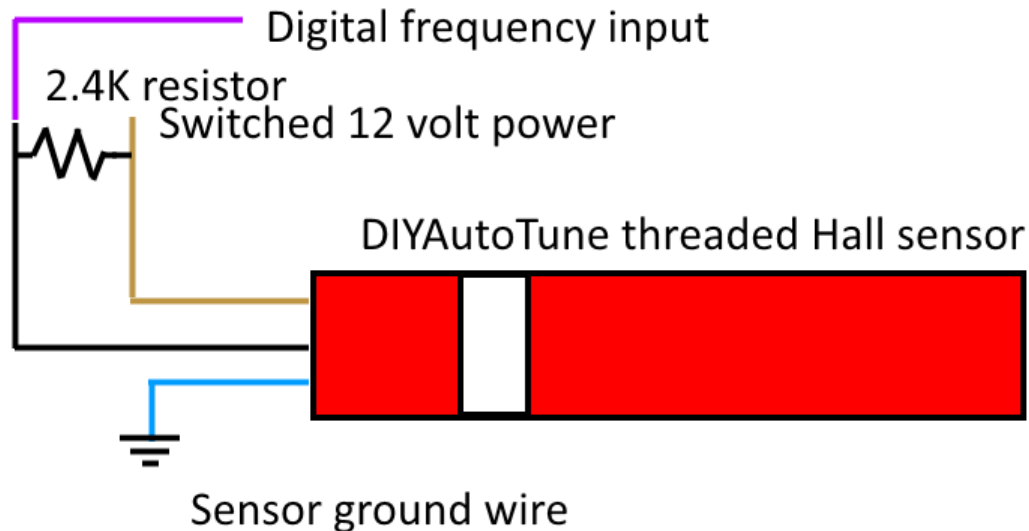 Digital frequency input
2.4K resistor
Switched 12 volt power
DIYAutoTune threaded Hall sensor
Sensor ground wire